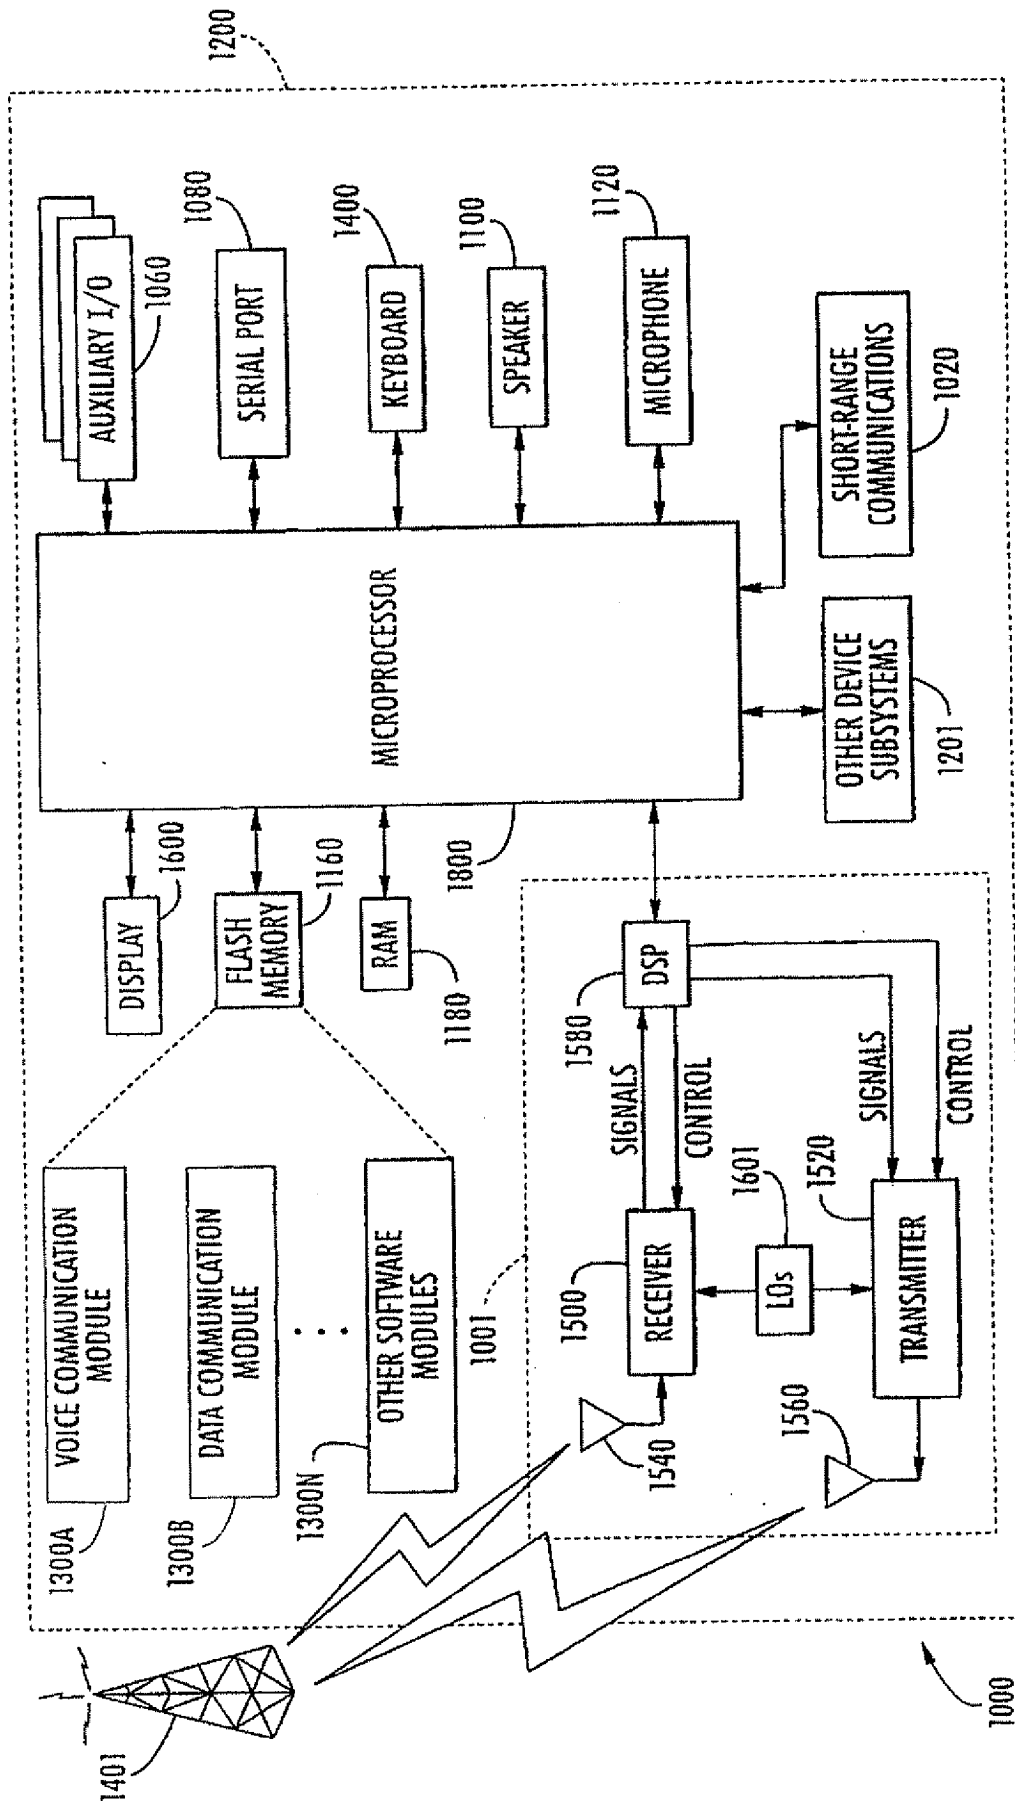 1401
1300A
VOICE COMMUNICATION
MODULE
1300B
DATA COMMUNICATION
MODULE
1300N
OTHER SOFTWARE
MODULES
DISPLAY
1600
FLASH
MEMORY
1160
RAM
1180
MICROPROCESSOR
1800
AUXILIARY I/O
1060
SERIAL PORT
1080
KEYBOARD
1400
SPEAKER
1100
MICROPHONE
1120
1200
SHORT-RANGE
COMMUNICATIONS
1020
OTHER DEVICE
SUBSYSTEMS
1201
1001
1540
1500
RECEIVER
SIGNALS
CONTROL
1580
DSP
1601
LOs
1560
1520
TRANSMITTER
SIGNALS
CONTROL
1000